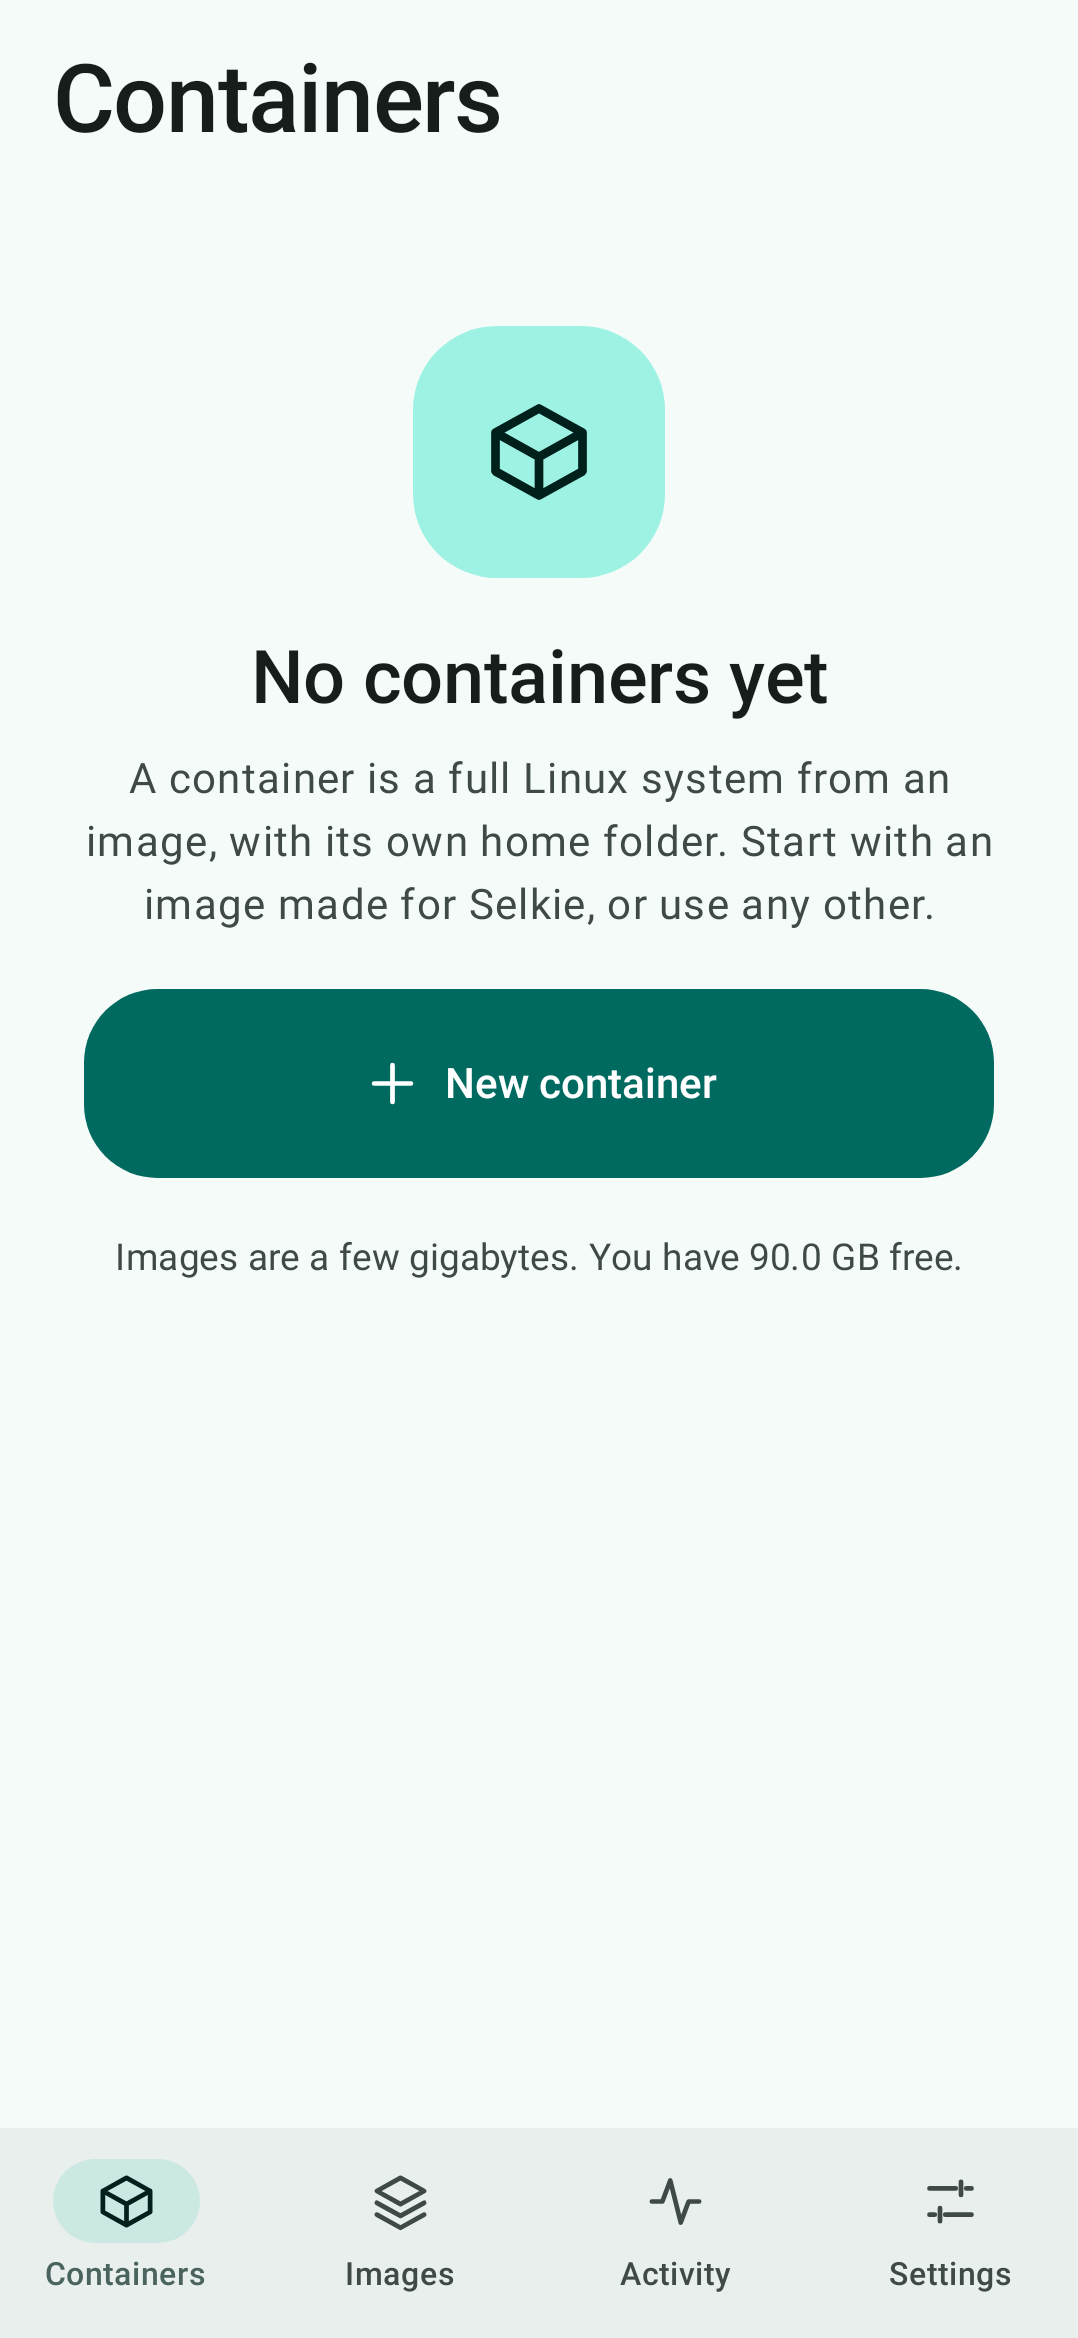 Containers
No containers yet
A container is a full Linux system from an
image, with its own home folder. Start with an
image made for Selkie, or use any other.
New container
Images are a few gigabytes. You have 90.0 GB free.
Containers
Images
Activity
Settings